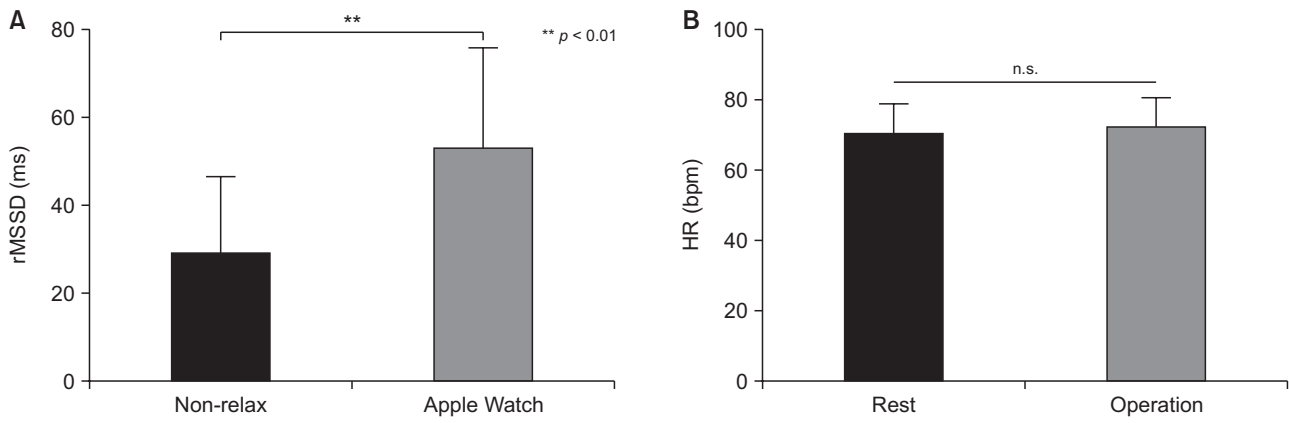 A
80
60
40
20
0
rMSSD (ms)
**
** p < 0.01
Non-relax
Apple Watch
B
100
80
60
40
20
0
HR (bpm)
n.s.
Rest
Operation